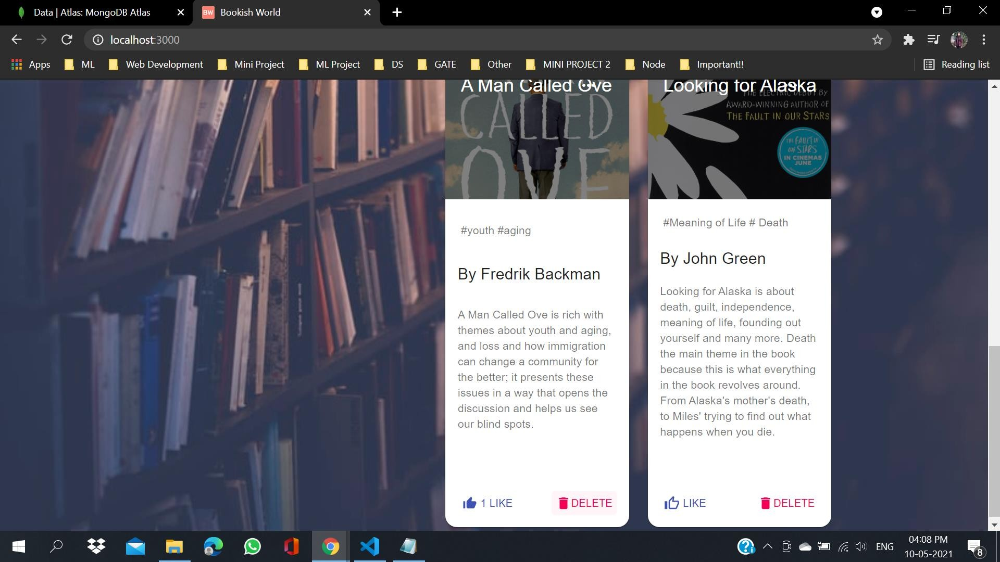 Data | Atlas: MongoDB Atlas
BW Bookish World
localhost:3000
Apps
ML
Web Development
Mini Project
ML Project
DS
GATE
Other
MINI PROJECT 2
Node
Important!!
Reading list
A Man Called Ove
CALLED
OVE
#youth #aging
By Fredrik Backman
A Man Called Ove is rich with
themes about youth and aging,
and loss and how immigration
can change a community for
the better; it presents these
issues in a way that opens the
discussion and helps us see
our blind spots.
1 LIKE
DELETE
Looking for Alaska
THE ELECTRIC DEBUT BY
AWARD-WINNING AUTHOR OF
THE FAULT IN OUR STARS
THE FAULT IN
OUR STARS
IN CINEMAS
JUNE
#Meaning of Life # Death
By John Green
Looking for Alaska is about
death, guilt, independence,
meaning of life, founding out
yourself and many more. Death
the main theme in the book
because this is what everything
in the book revolves around.
From Alaska's mother's death,
to Miles' trying to find out what
happens when you die.
LIKE
DELETE
ENG
04:08 PM
10-05-2021
8